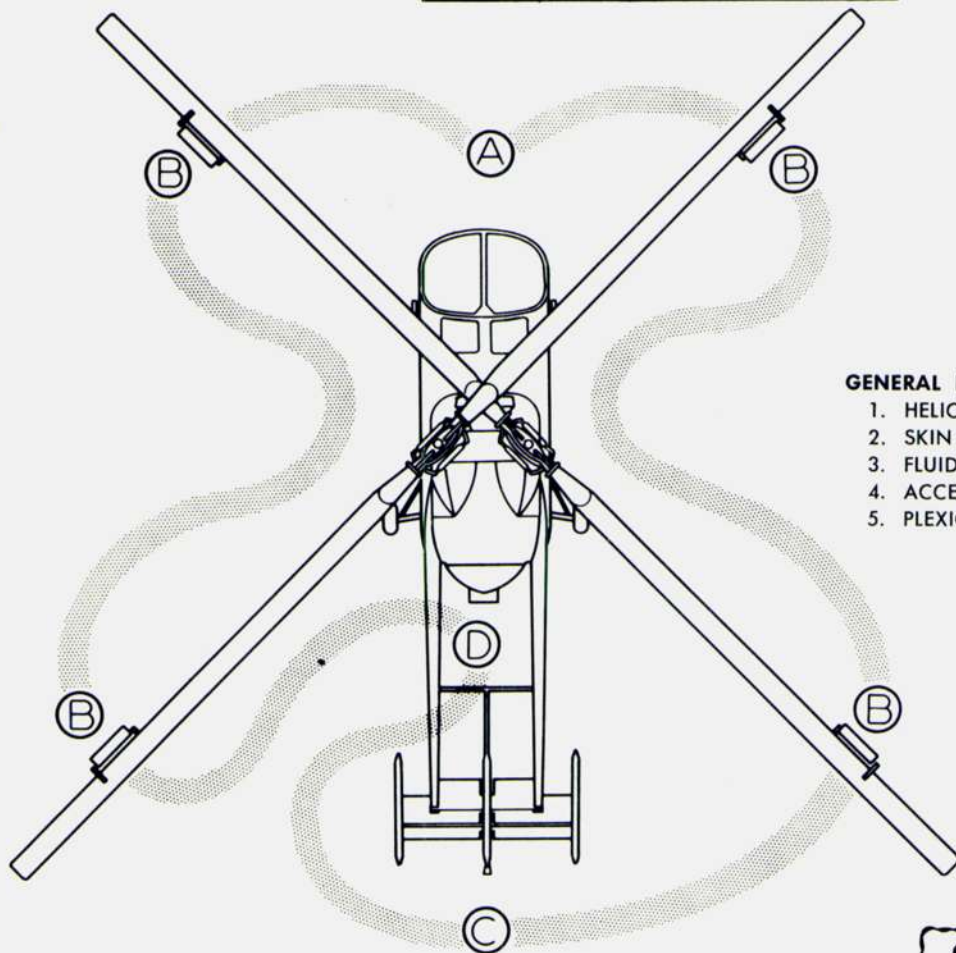 A
B
B
GENERAL
1. HELIC
2. SKIN
3. FLUID
4. ACCE
5. PLEXI
D
B
B
C